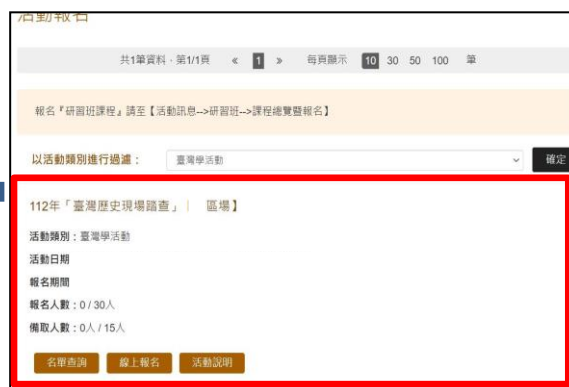 活動報名
共1筆資料，第1/1頁 « 1 » 每頁顯示 10 30 50 100 筆
報名『研習班課程』請至【活動訊息-->研習班-->課程總覽暨報名】
以活動類別進行過濾： 臺灣學活動 確定
112年「臺灣歷史現場踏查」｜ 區場】
活動類別：臺灣學活動
活動日期
報名期間
報名人數：0 / 30人
備取人數：0人 / 15人
名單查詢 線上報名 活動說明